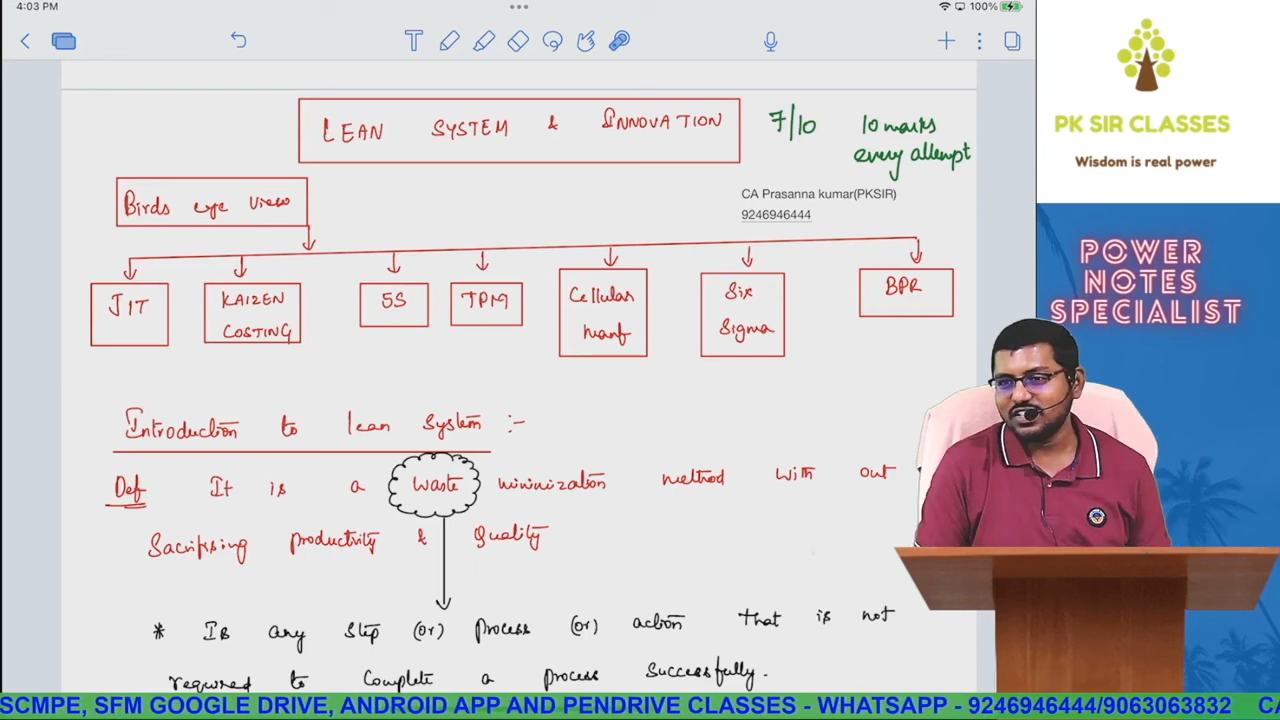 4:03 PM
100%
LEAN SYSTEM & INNOVATION
7/10 10 marks
every attempt
CA Prasanna kumar(PKSIR)
9246946444
Birds eye view
JIT
KAIZEN
COSTING
5S
TPM
Cellular
Manf
Six
Sigma
BPR
Introduction to lean System :-
Def It is a waste minimization method with out
Sacrifising productivity & Quality
* Is any step (or) process (or) action that is not
required to complete a process successfully.
PK SIR CLASSES
Wisdom is real power
POWER
NOTES
SPECIALIST
SCMPE, SFM GOOGLE DRIVE, ANDROID APP AND PENDRIVE CLASSES - WHATSAPP - 9246946444/9063063832 CA